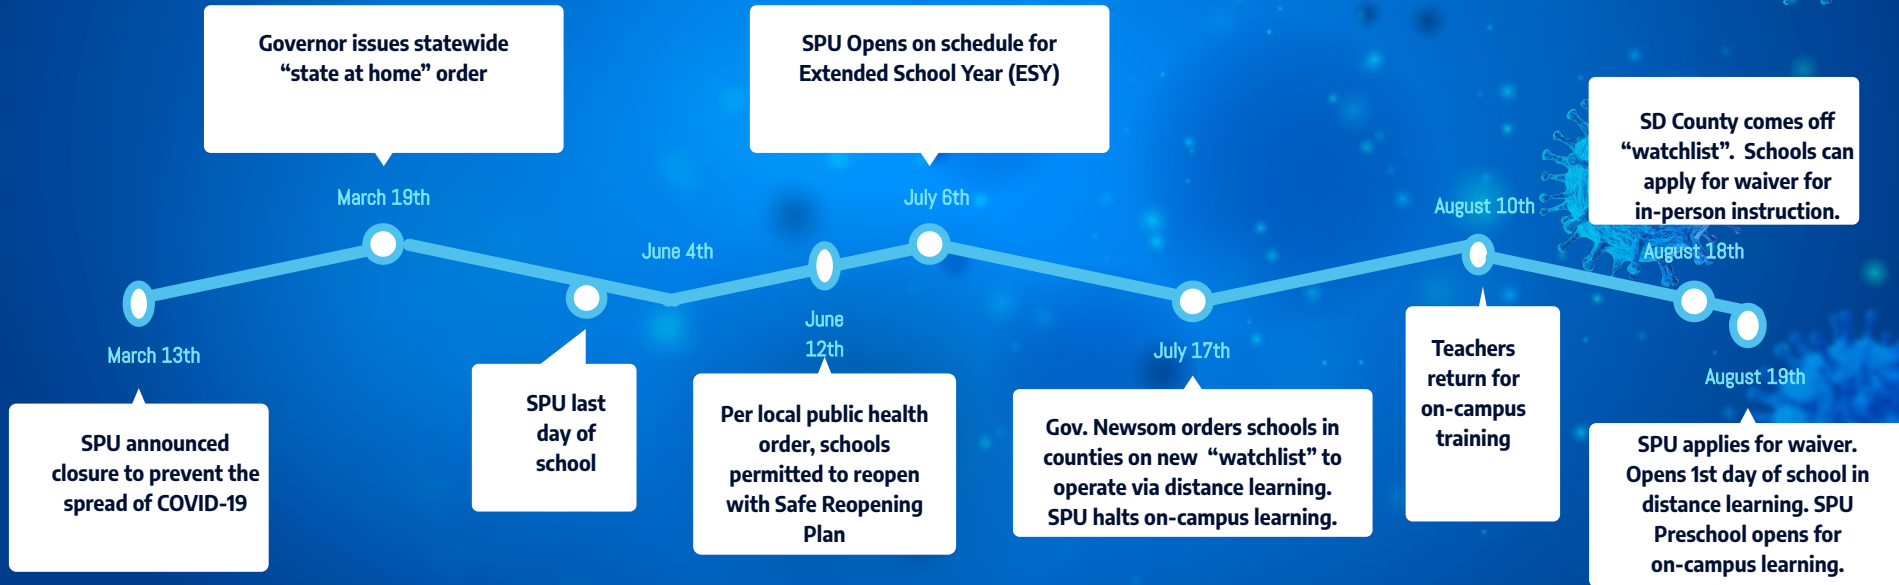 Governor issues statewide
“state at home” order
March 19th
SPU Opens on schedule for
Extended School Year (ESY)
July 6th
SD County comes off
“watchlist”.  Schools can
apply for waiver for
in-person instruction.
August 18th
August 10th
June 4th
March 13th
SPU announced
closure to prevent the
spread of COVID-19
SPU last
day of
school
June
12th
Per local public health
order, schools
permitted to reopen
with Safe Reopening
Plan
July 17th
Gov. Newsom orders schools in
counties on new  “watchlist” to
operate via distance learning.
SPU halts on-campus learning.
Teachers
return for
on-campus
training
August 19th
SPU applies for waiver.
Opens 1st day of school in
distance learning. SPU
Preschool opens for
on-campus learning.